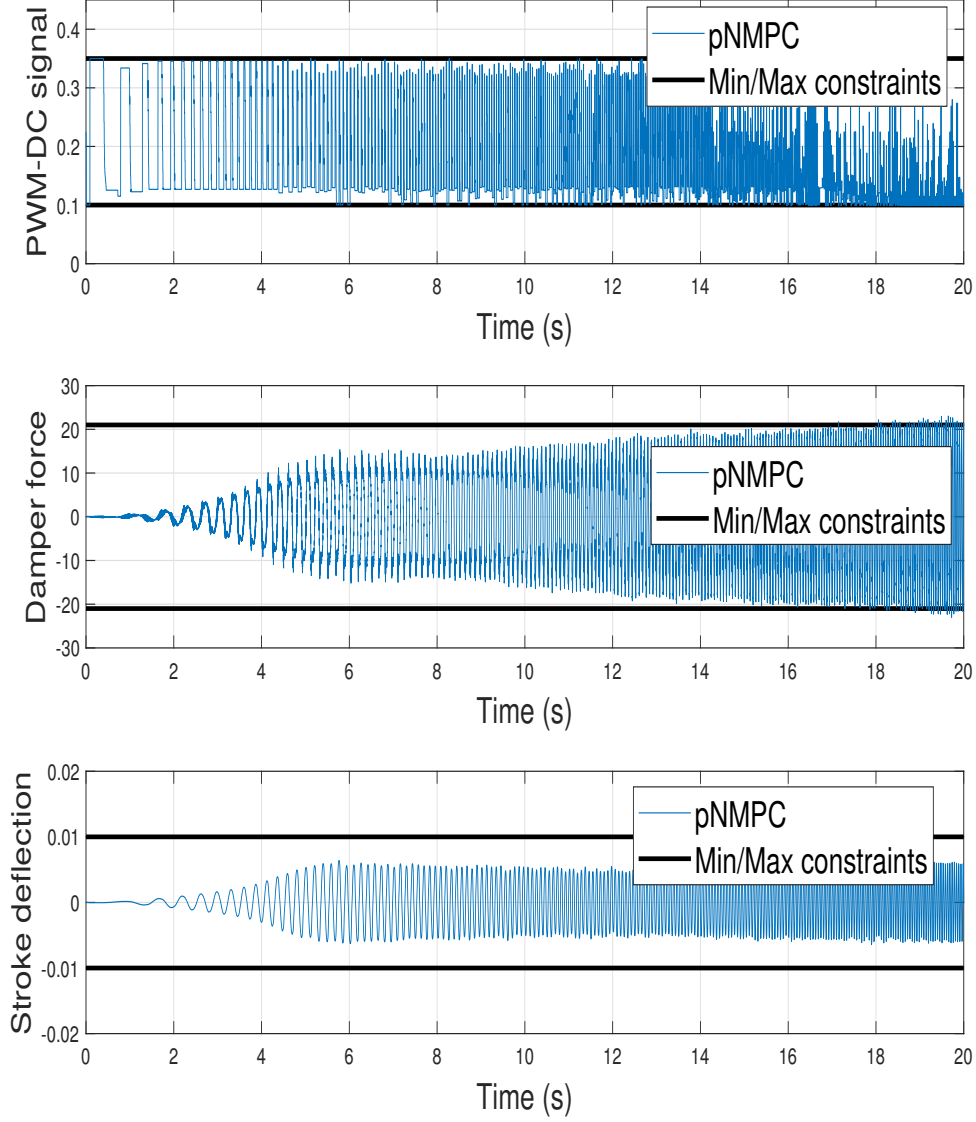 PWM-DC signal
0.4
0.3
0.2
0.1
0
pNMPC
Min/Max constraints
0 2 4 6 8 10 12 14 16 18 20
Time (s)
Damper force
30
20
10
0
-10
-20
-30
pNMPC
Min/Max constraints
0 2 4 6 8 10 12 14 16 18 20
Time (s)
Stroke deflection
0.02
0.01
0
-0.01
-0.02
pNMPC
Min/Max constraints
0 2 4 6 8 10 12 14 16 18 20
Time (s)